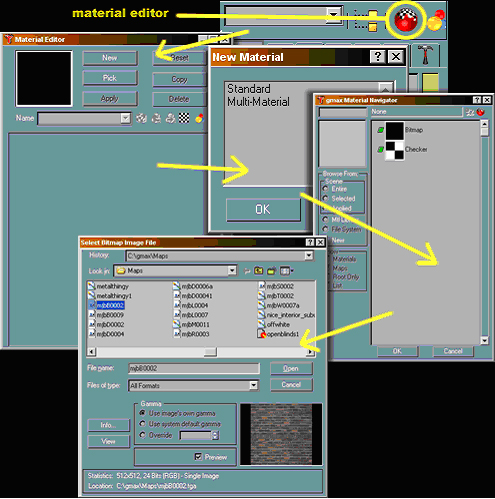 material editor
Material Editor
New
Reset
Pick
Copy
Apply
Delete
Name
New Material
Standard
Multi-Material
OK
gmax Material Navigator
None
Bitmap
Checker
Browse From:
Scene
Entire
Selected
Applied
File System
New
Materials
Maps
Root Only
List
OK
Cancel
Select Bitmap Image File
History:
C:\gmax\Maps
Look in:
Maps
metalthingy
metalthingy1
mjbB0002
mjbB0009
mjbD0002
mjbD0004
mjbD0006a
mjbD00041
mjbL0004
mjbL0007
mjbM0011
mjbR0003
mjbS0002
mjbT0002
mjbW0007a
nice_interior_sub
offwhite
openblinds1
File name:
mjbB0002
Open
Files of type:
All Formats
Cancel
Gamma
Use image's own gamma
Use system default gamma
Override
Info...
View
Preview
Statistics: 512x512, 24 Bits (RGB) - Single Image
Location: C:\gmax\Maps\mjbB0002.tga